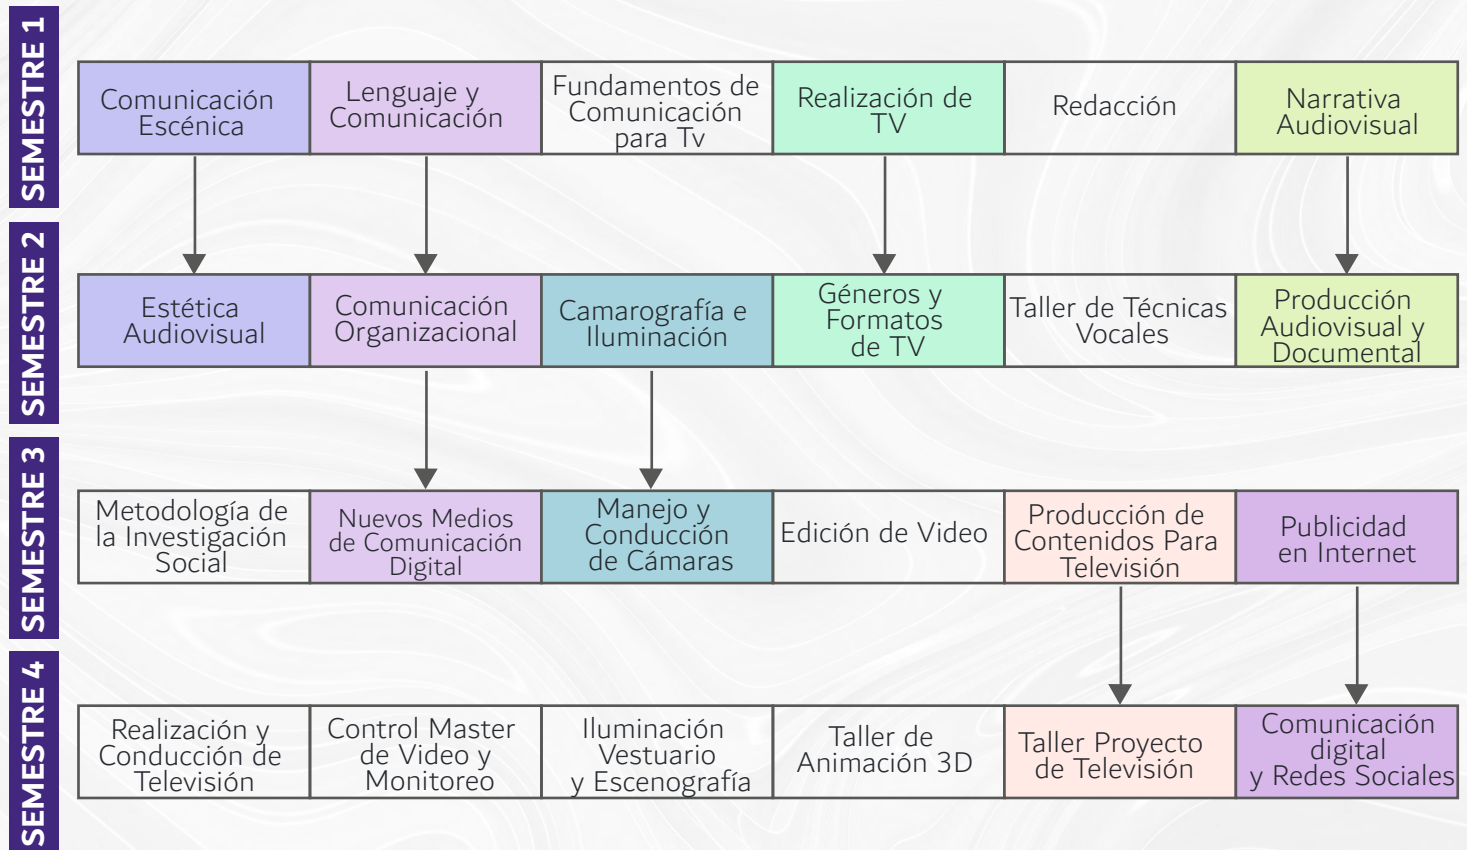 SEMESTRE 1
Comunicación
Escénica
Lenguaje y
Comunicación
Fundamentos de
Comunicación
para Tv
Realización de
TV
Redacción
Narrativa
Audiovisual
SEMESTRE 2
Estética
Audiovisual
Comunicación
Organizacional
Camarografía e
Iluminación
Géneros y
Formatos
de TV
Taller de Técnicas
Vocales
Producción
Audiovisual y
Documental
SEMESTRE 3
Metodología de
la Investigación
Social
Nuevos Medios
de Comunicación
Digital
Manejo y
Conducción
de Cámaras
Edición de Video
Producción de
Contenidos Para
Televisión
Publicidad
en Internet
SEMESTRE 4
Realización y
Conducción de
Televisión
Control Master
de Video y
Monitoreo
Iluminación
Vestuario
y Escenografía
Taller de
Animación 3D
Taller Proyecto
de Televisión
Comunicación
digital
y Redes Sociales